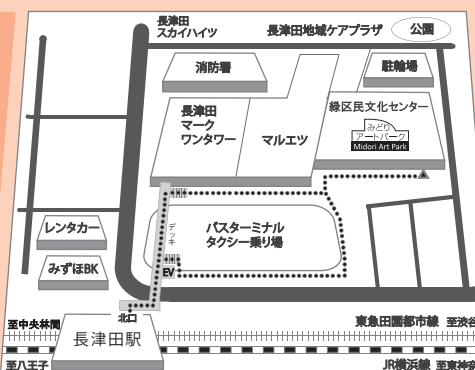 長津田
スカイハイツ
長津田地域ケアプラザ
公園
消防署
駐輪場
長津田
マーク
ワンタワー
マルエツ
緑区民文化センター
みどり
アートパーク
Midori Art Park
レンタカー
デッキ
バスターミナル
タクシー乗り場
みずほBK
EV
北口
至中央林間
長津田駅
東急田園都市線 至渋谷
至八王子
JR横浜線 至東神奈